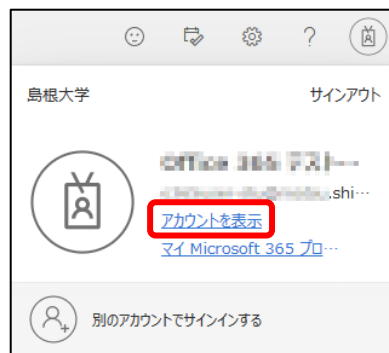 島根大学 サインアウト
.shi…
アカウントを表示
マイ Microsoft 365 プロ…
別のアカウントでサインインする